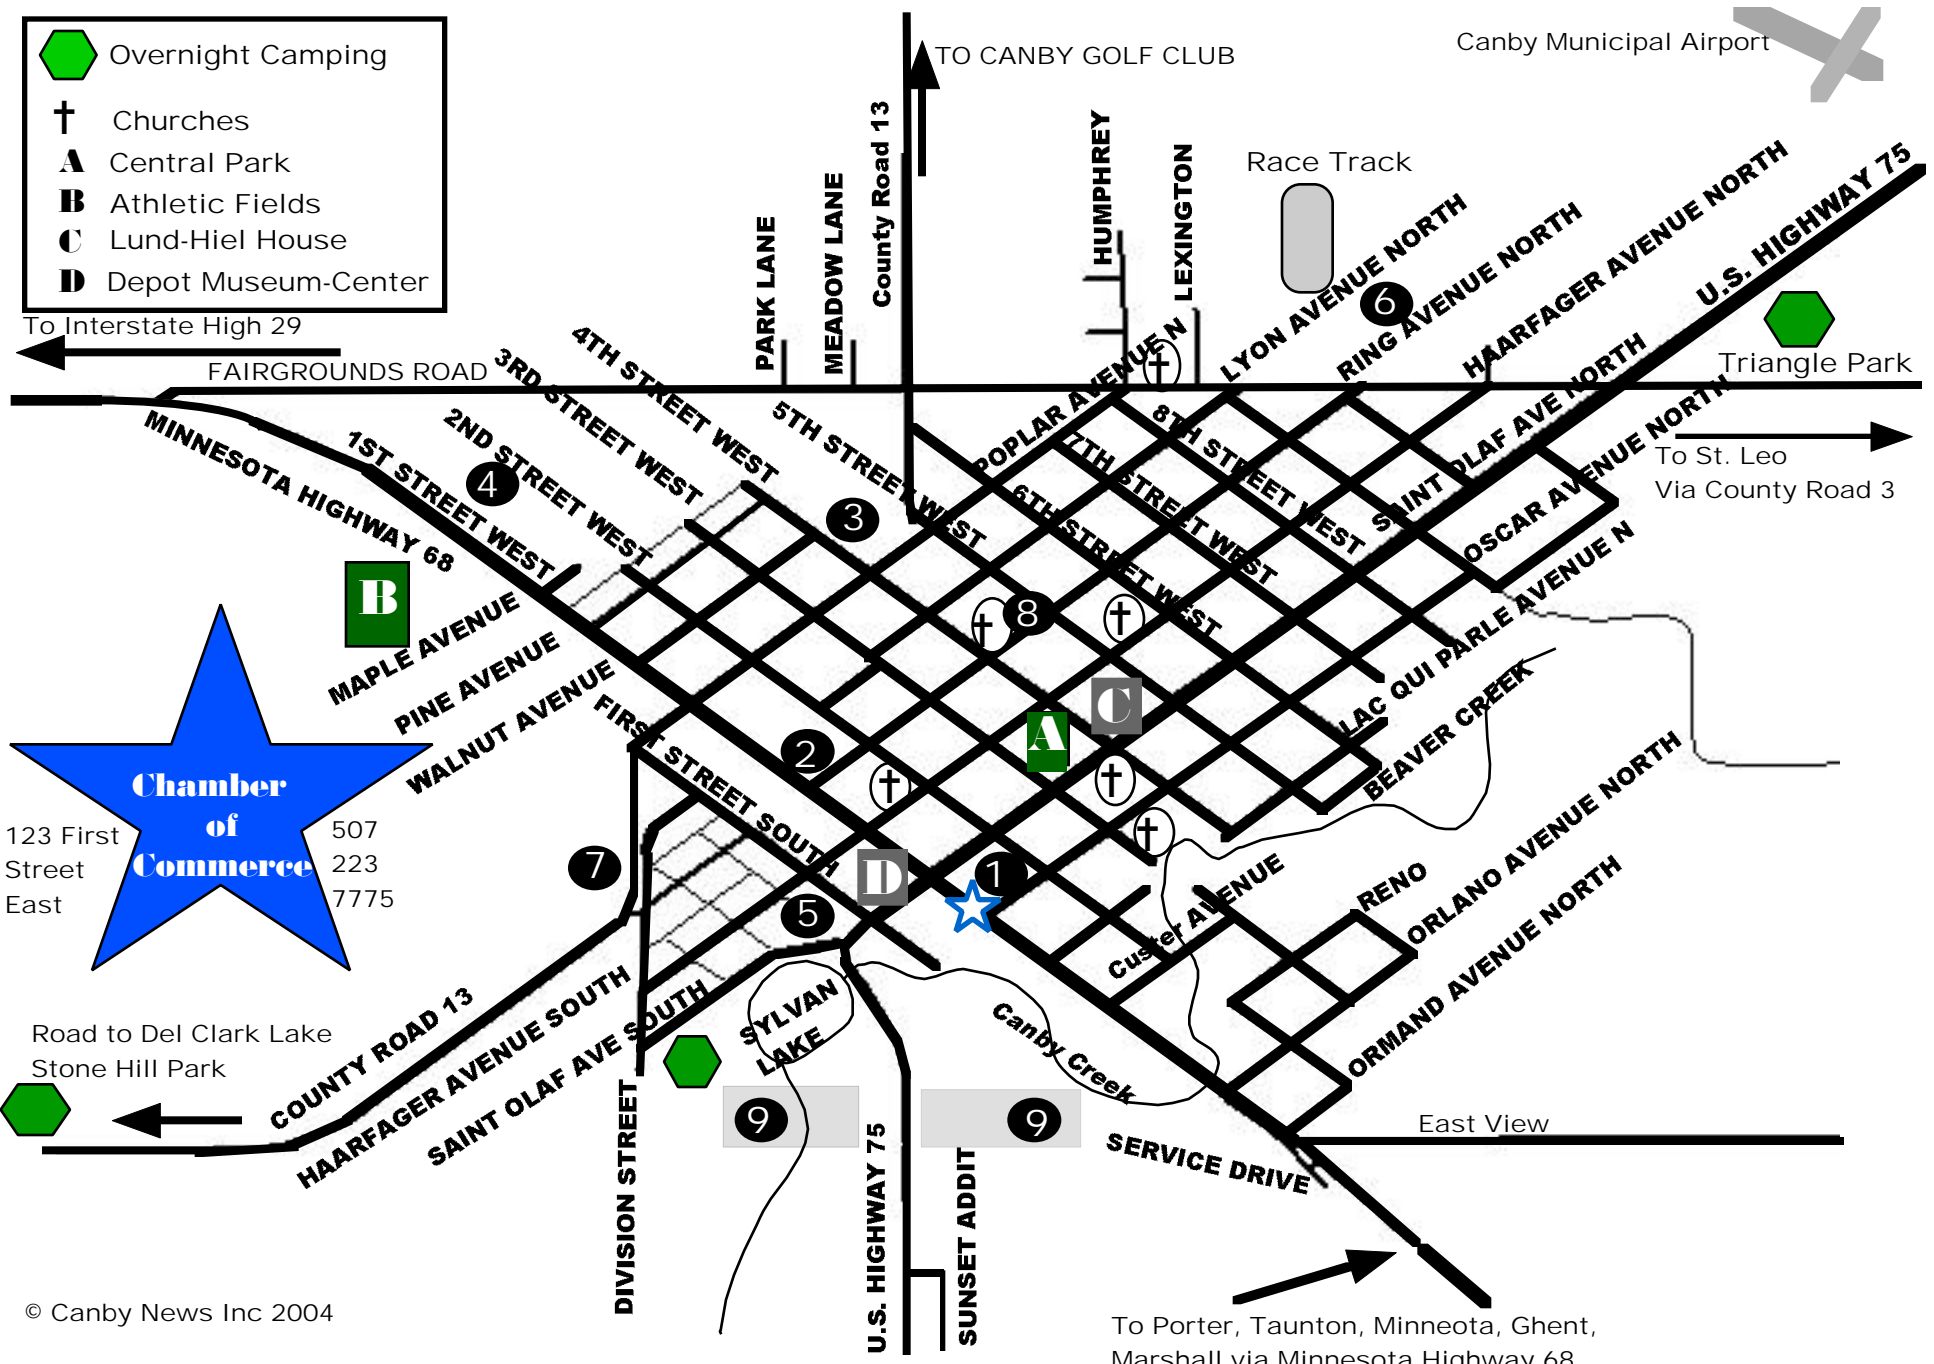 Overnight Camping
Churches
A Central Park
B Athletic Fields
C Lund-Hiel House
D Depot Museum-Center
To Interstate High 29
FAIRGROUNDS ROAD
TO CANBY GOLF CLUB
Canby Municipal Airport
Race Track
County Road 13
PARK LANE
MEADOW LANE
HUMPHREY
LEXINGTON
POPLAR AVENUE N
LYON AVENUE NORTH
RING AVENUE NORTH
HAARFAGER AVENUE NORTH
U.S. HIGHWAY 75
SAINT OLAF AVE NORTH
OSCAR AVENUE NORTH
LAC QUI PARLE AVENUE N
Triangle Park
To St. Leo
Via County Road 3
MINNESOTA HIGHWAY 68
1ST STREET WEST
2ND STREET WEST
3RD STREET WEST
4TH STREET WEST
5TH STREET WEST
6TH STREET WEST
7TH STREET WEST
8TH STREET WEST
6
4
3
8
B
C
A
2
1
D
7
5
9
9
MAPLE AVENUE
PINE AVENUE
WALNUT AVENUE
FIRST STREET SOUTH
BEAVER CREEK
Chamber
of
Commerce
123 First
Street
East
507
223
7775
Custer AVENUE
RENO
ORLANO AVENUE NORTH
ORMAND AVENUE NORTH
Road to Del Clark Lake
Stone Hill Park
COUNTY ROAD 13
HAARFAGER AVENUE SOUTH
SAINT OLAF AVE SOUTH
SYLVAN
LAKE
Canby Creek
DIVISION STREET
U.S. HIGHWAY 75
SUNSET ADDIT
SERVICE DRIVE
East View
© Canby News Inc 2004
To Porter, Taunton, Minneota, Ghent,
Marshall via Minnesota Highway 68